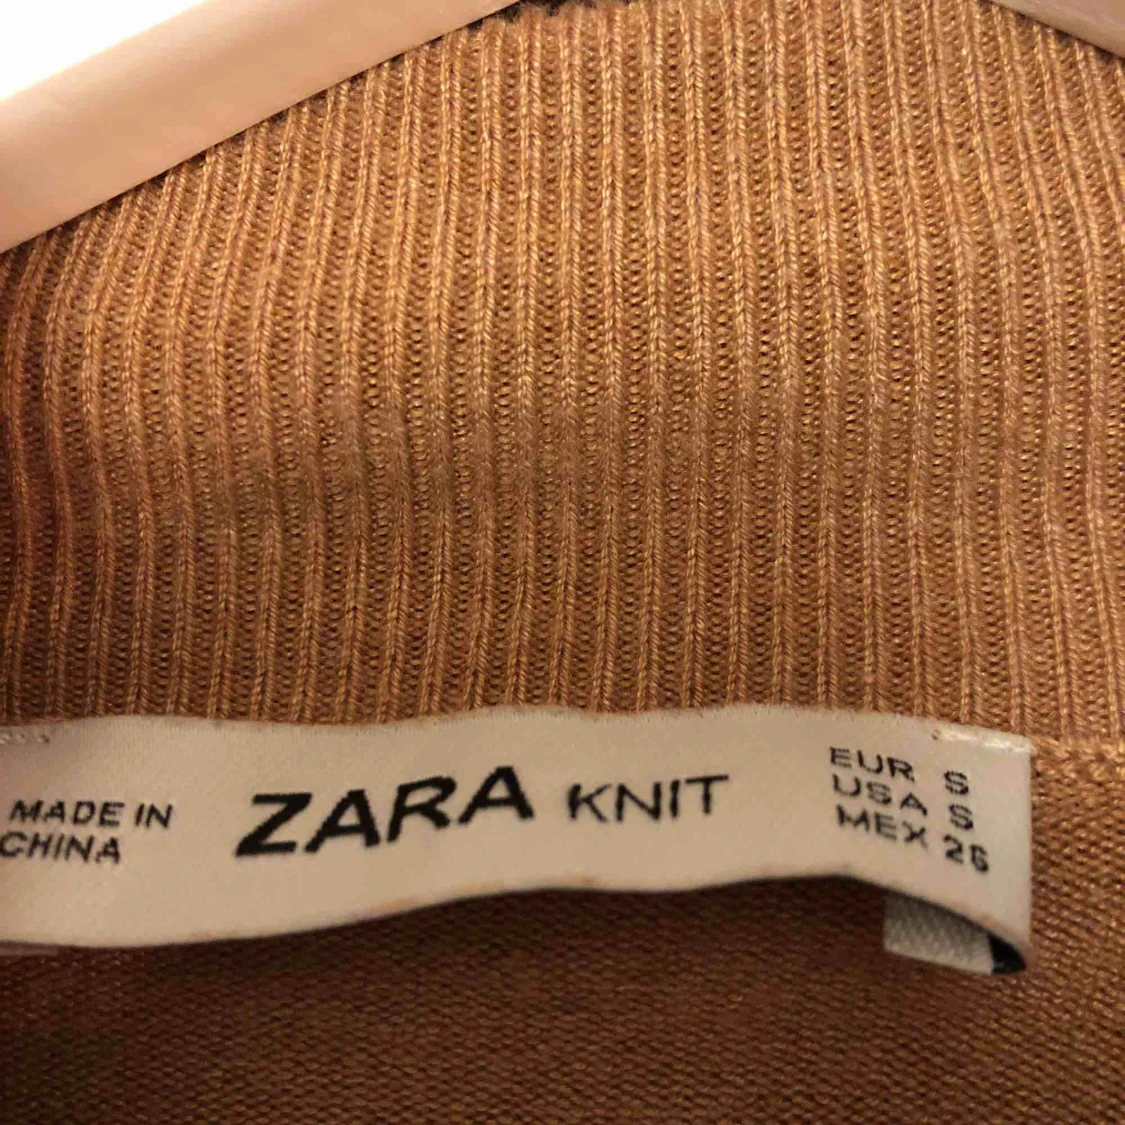 MADE IN
CHINA
ZARA KNIT
EUR S
USA S
MEX 26